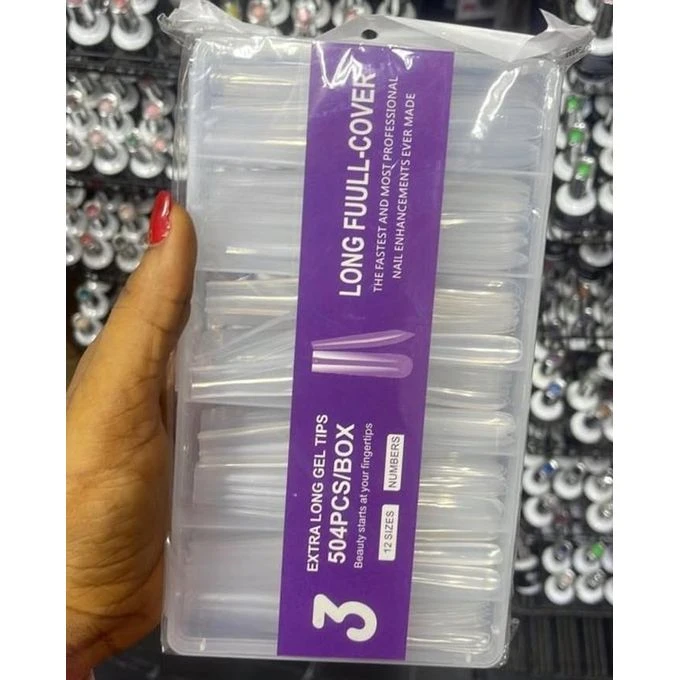 LONG FUULL-COVER
THE FASTEST AND MOST PROFESSIONAL
NAIL ENHANCEMENTS EVER MADE
3
EXTRA LONG GEL TIPS
504PCS/BOX
Beauty starts at your fingertips
12 SIZES
NUMBERS